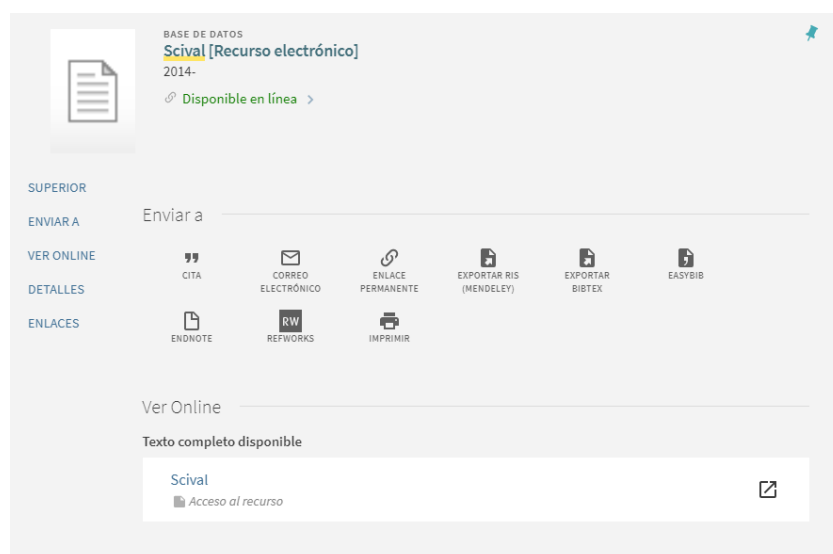 BASE DE DATOS
Scival [Recurso electrónico]
2014-
Disponible en línea
SUPERIOR
ENVIAR A
VER ONLINE
DETALLES
ENLACES
Enviar a
CITA
CORREO
ELECTRÓNICO
ENLACE
PERMANENTE
EXPORTAR RIS
(MENDELEY)
EXPORTAR
BIBTEX
EASYBIB
ENDNOTE
RW
REFWORKS
IMPRIMIR
Ver Online
Texto completo disponible
Scival
Acceso al recurso